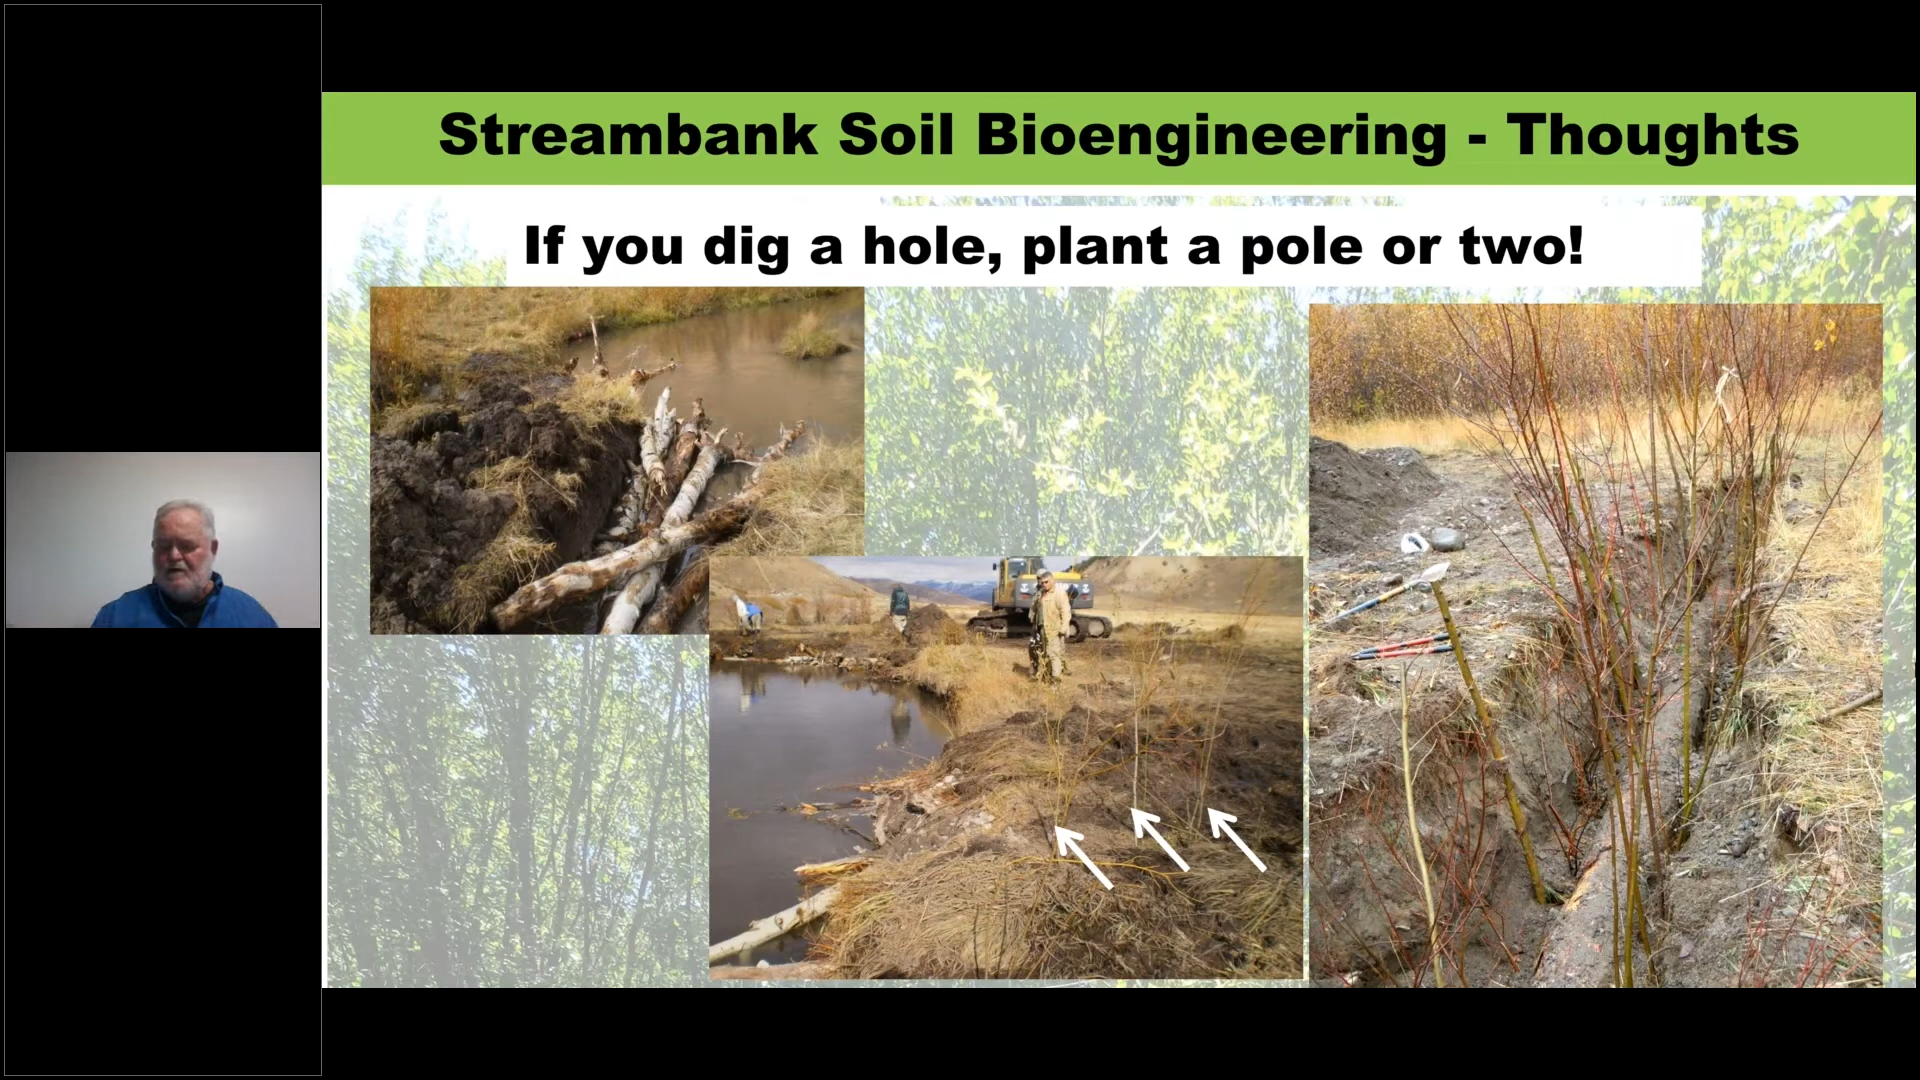 Streambank Soil Bioengineering - Thoughts
If you dig a hole, plant a pole or two!